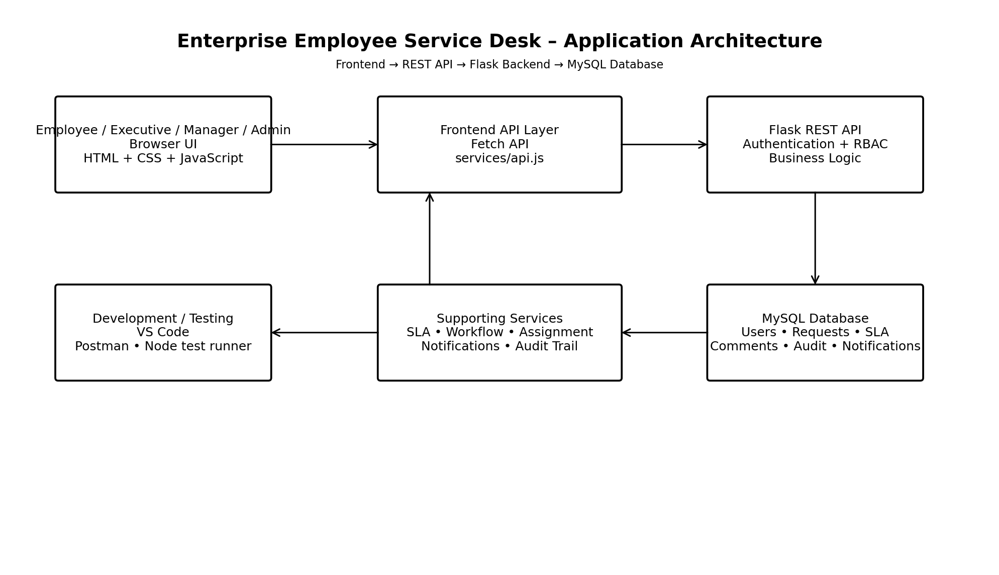 Enterprise Employee Service Desk – Application Architecture
Frontend → REST API → Flask Backend → MySQL Database
Employee / Executive / Manager / Admin
Browser UI
HTML + CSS + JavaScript
Frontend API Layer
Fetch API
services/api.js
Flask REST API
Authentication + RBAC
Business Logic
Development / Testing
VS Code
Postman • Node test runner
Supporting Services
SLA • Workflow • Assignment
Notifications • Audit Trail
MySQL Database
Users • Requests • SLA
Comments • Audit • Notifications